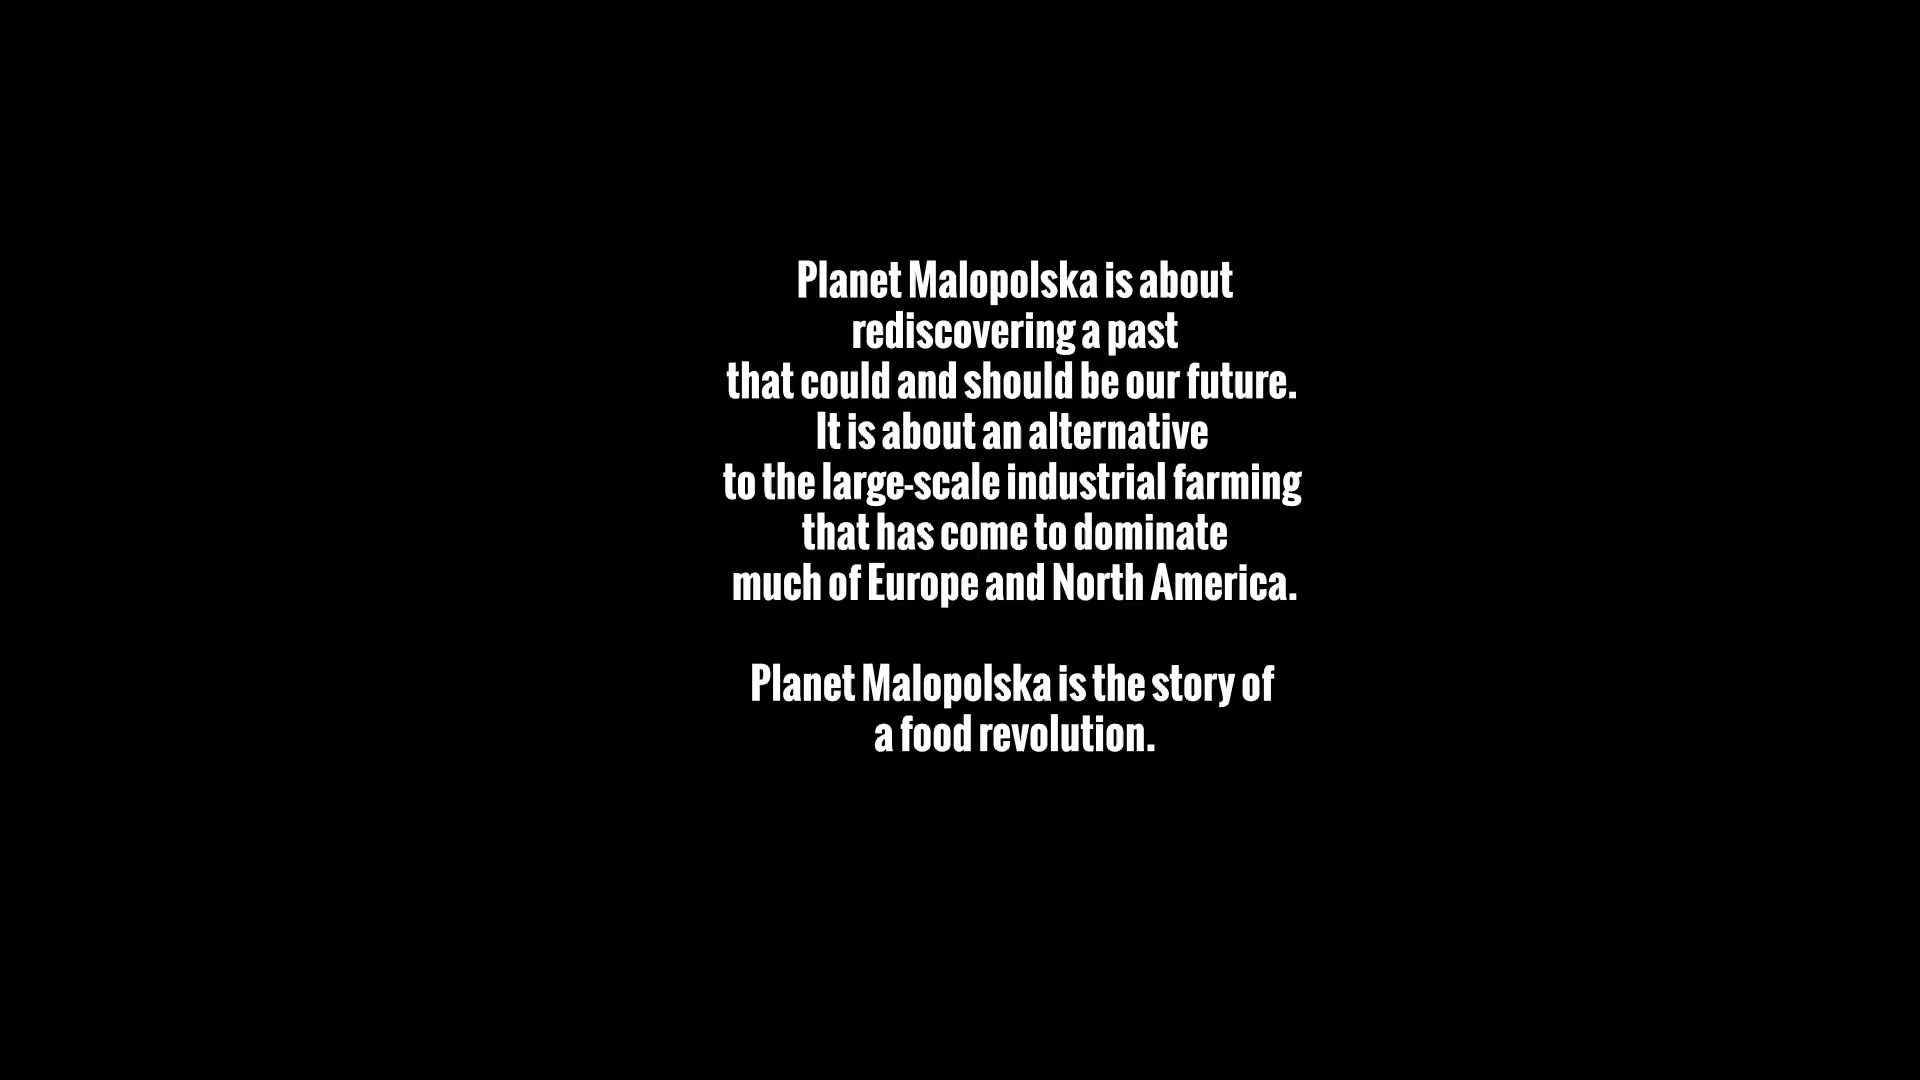 Planet Malopolska is about
rediscovering a past
that could and should be our future.
It is about an alternative
to the large-scale industrial farming
that has come to dominate
much of Europe and North America.
Planet Malopolska is the story of
a food revolution.